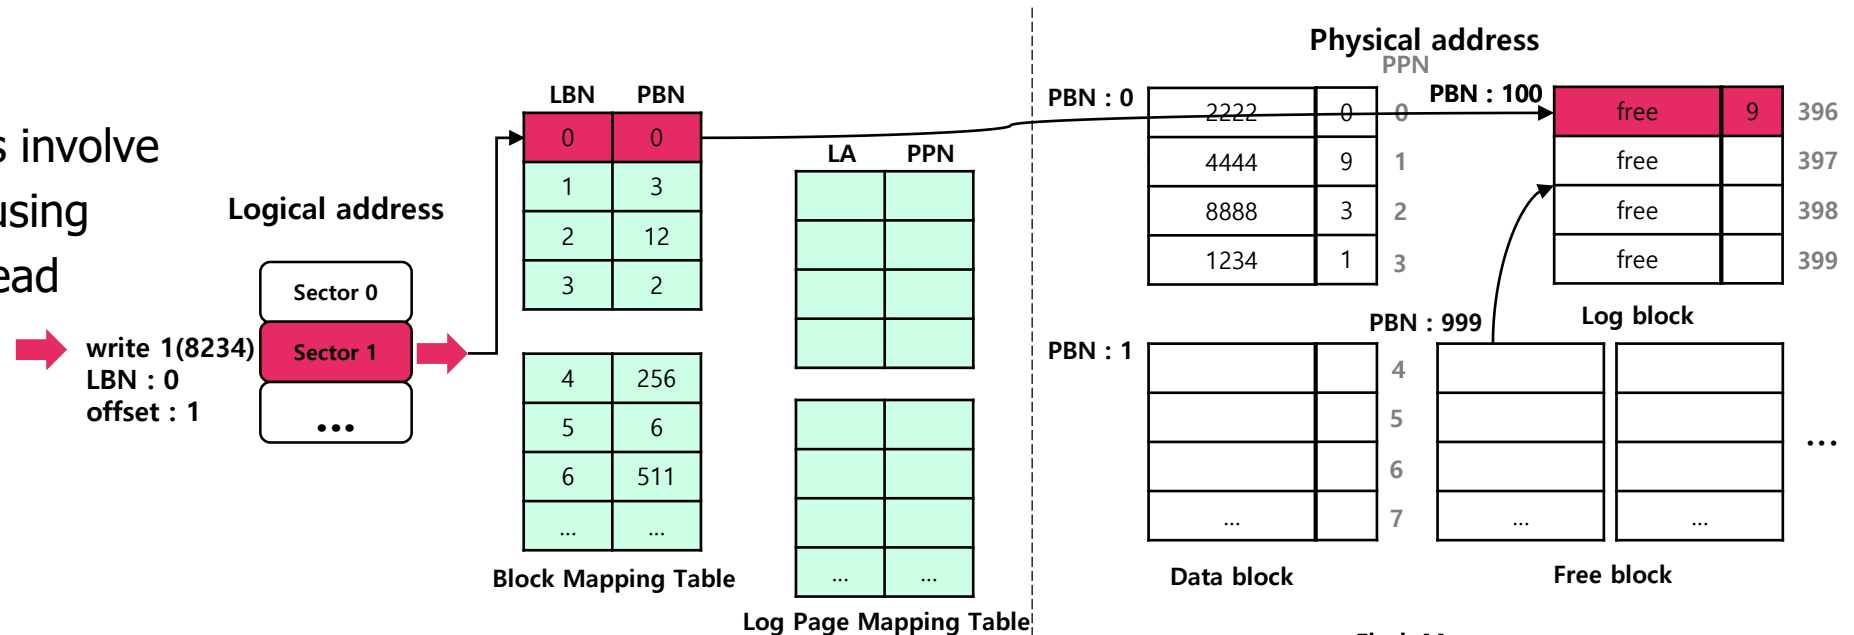 s involve
using
ead
Logical address
write 1(8234)
LBN : 0
offset : 1
Sector 0
Sector 1
...
LBN PBN
0 0
1 3
2 12
3 2
4 256
5 6
6 511
... ...
Block Mapping Table
LA PPN
... ...
Log Page Mapping Table
Physical address
PPN
PBN : 0
2222 0 0
4444 9 1
8888 3 2
1234 1 3
PBN : 100
free 9 396
free 397
free 398
free 399
Log block
PBN : 1
4
5
6
... 7
Data block
PBN : 999
... ...
...
Free block